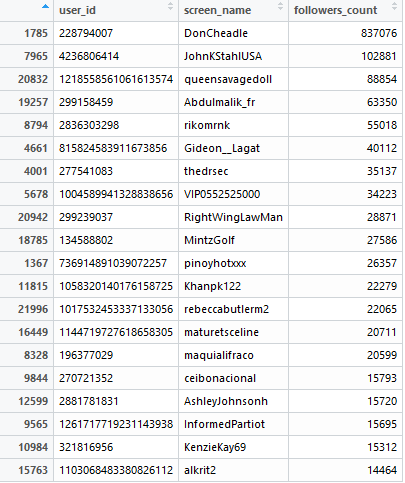 user_id screen_name followers_count
1785 228794007 DonCheadle 837076
7965 4236806414 JohnKStahlUSA 102881
20832 1218558561061613574 queensavagedoll 88854
19257 299158459 Abdulmalik_fr 63350
8794 2836303298 rikomrnk 55018
4661 815824583911673856 Gideon__Lagat 40112
4001 277541083 thedrsec 35137
5678 1004589941328838656 VIP0552525000 34223
20942 299239037 RightWingLawMan 28871
18785 134588802 MintzGolf 27586
1367 736914891039072257 pinoyhotxxx 26357
11815 1058320140176158725 Khanpk122 22279
21996 1017532453337133056 rebeccabutlerm2 22065
16449 1144719727618658305 maturetsceline 20711
8328 196377029 maquialifraco 20599
9844 270721352 ceibonacional 15793
12599 2881781831 AshleyJohnsonh 15720
9565 1261717719231143938 InformedPartiot 15695
10984 321816956 KenzieKay69 15312
15763 1103068483380826112 alkrit2 14464